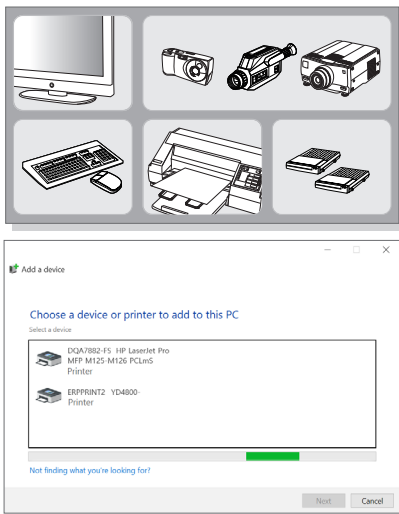 Add a device
Choose a device or printer to add to this PC
Select a device
DQA7882-F5 HP LaserJet Pro
MFP M125-M126 PCLmS
Printer
ERPPRINT2 YD4800-
Printer
Not finding what you're looking for?
Next Cancel